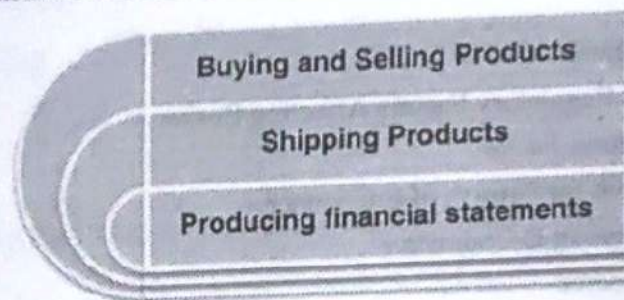 Buying and Selling Products
Shipping Products
Producing financial statements